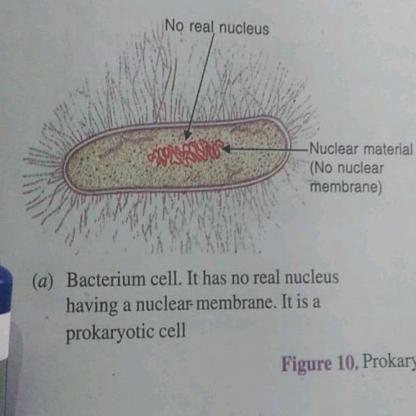 No real nucleus
Nuclear material
(No nuclear
membrane)
(a) Bacterium cell. It has no real nucleus
having a nuclear membrane. It is a
prokaryotic cell
Figure 10. Prokary